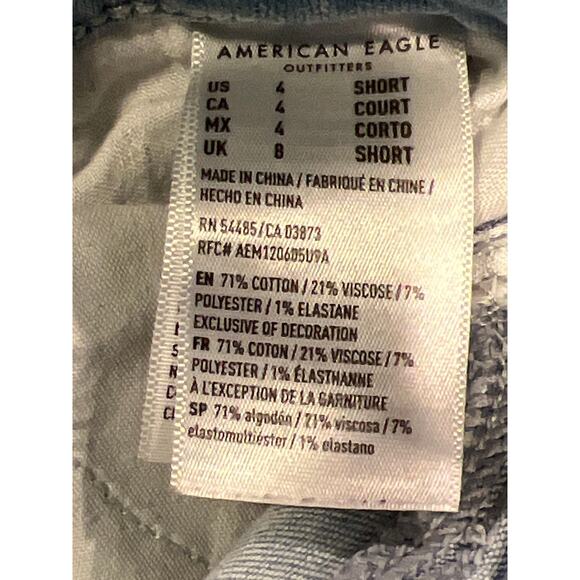 AMERICAN EAGLE
OUTFITTERS
US 4 SHORT
CA 4 COURT
MX 4 CORTO
UK 8 SHORT
MADE IN CHINA / FABRIQUÉ EN CHINE /
HECHO EN CHINA
RN 54485/CA 03873
RFC# AEM120605U9A
EN 71% COTTON / 21% VISCOSE / 7%
POLYESTER / 1% ELASTANE
EXCLUSIVE OF DECORATION
FR 71% COTON / 21% VISCOSE / 7%
POLYESTER / 1% ÉLASTHANNE
À L'EXCEPTION DE LA GARNITURE
SP 71% algodón / 21% viscosa / 7%
elastomultiéster / 1% elastano